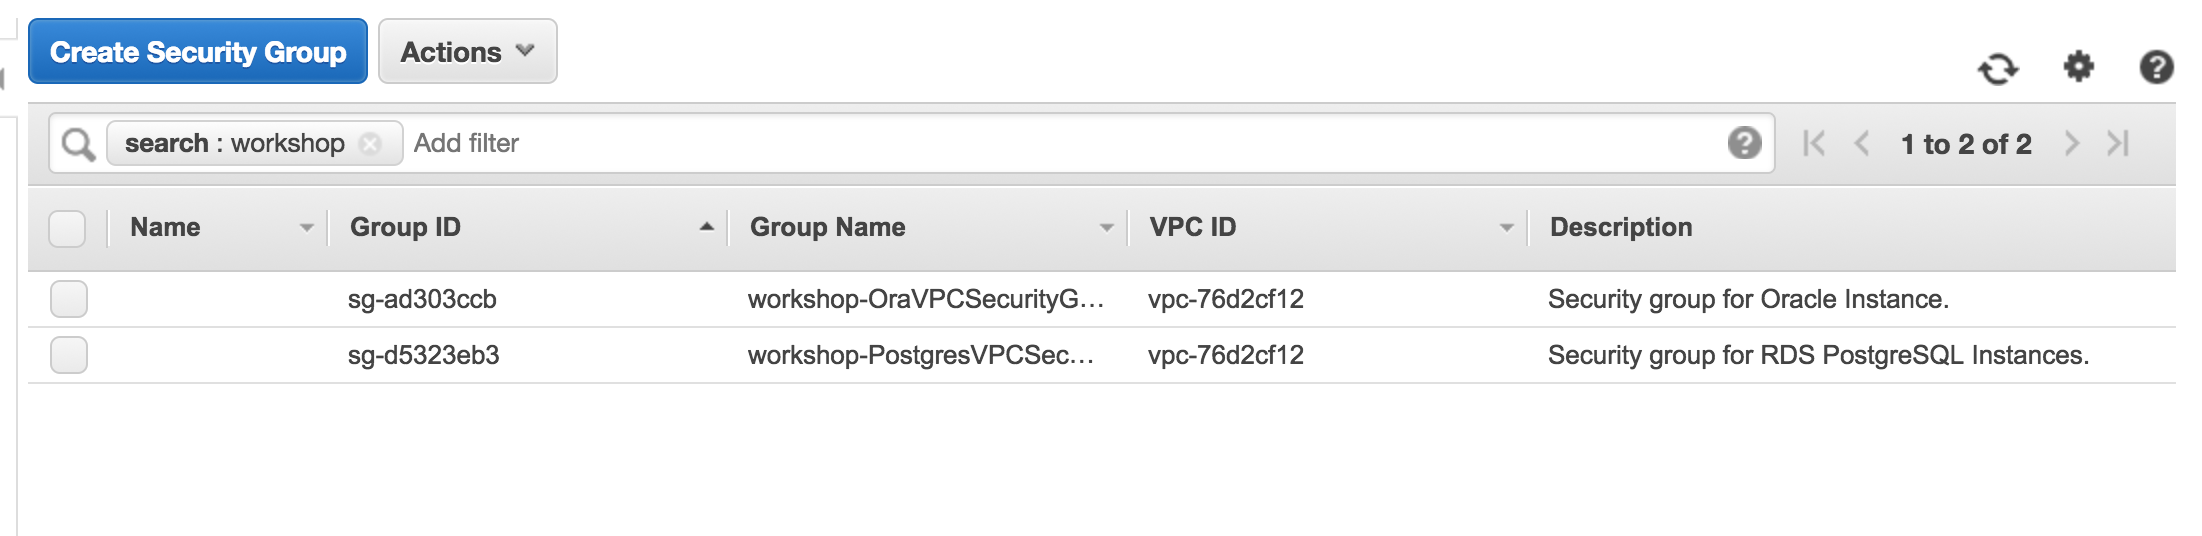 Create Security Group Actions
search : workshop Add filter 1 to 2 of 2
Name Group ID Group Name VPC ID Description
sg-ad303ccb workshop-OraVPCSecurityG... vpc-76d2cf12 Security group for Oracle Instance.
sg-d5323eb3 workshop-PostgresVPCSec... vpc-76d2cf12 Security group for RDS PostgreSQL Instances.